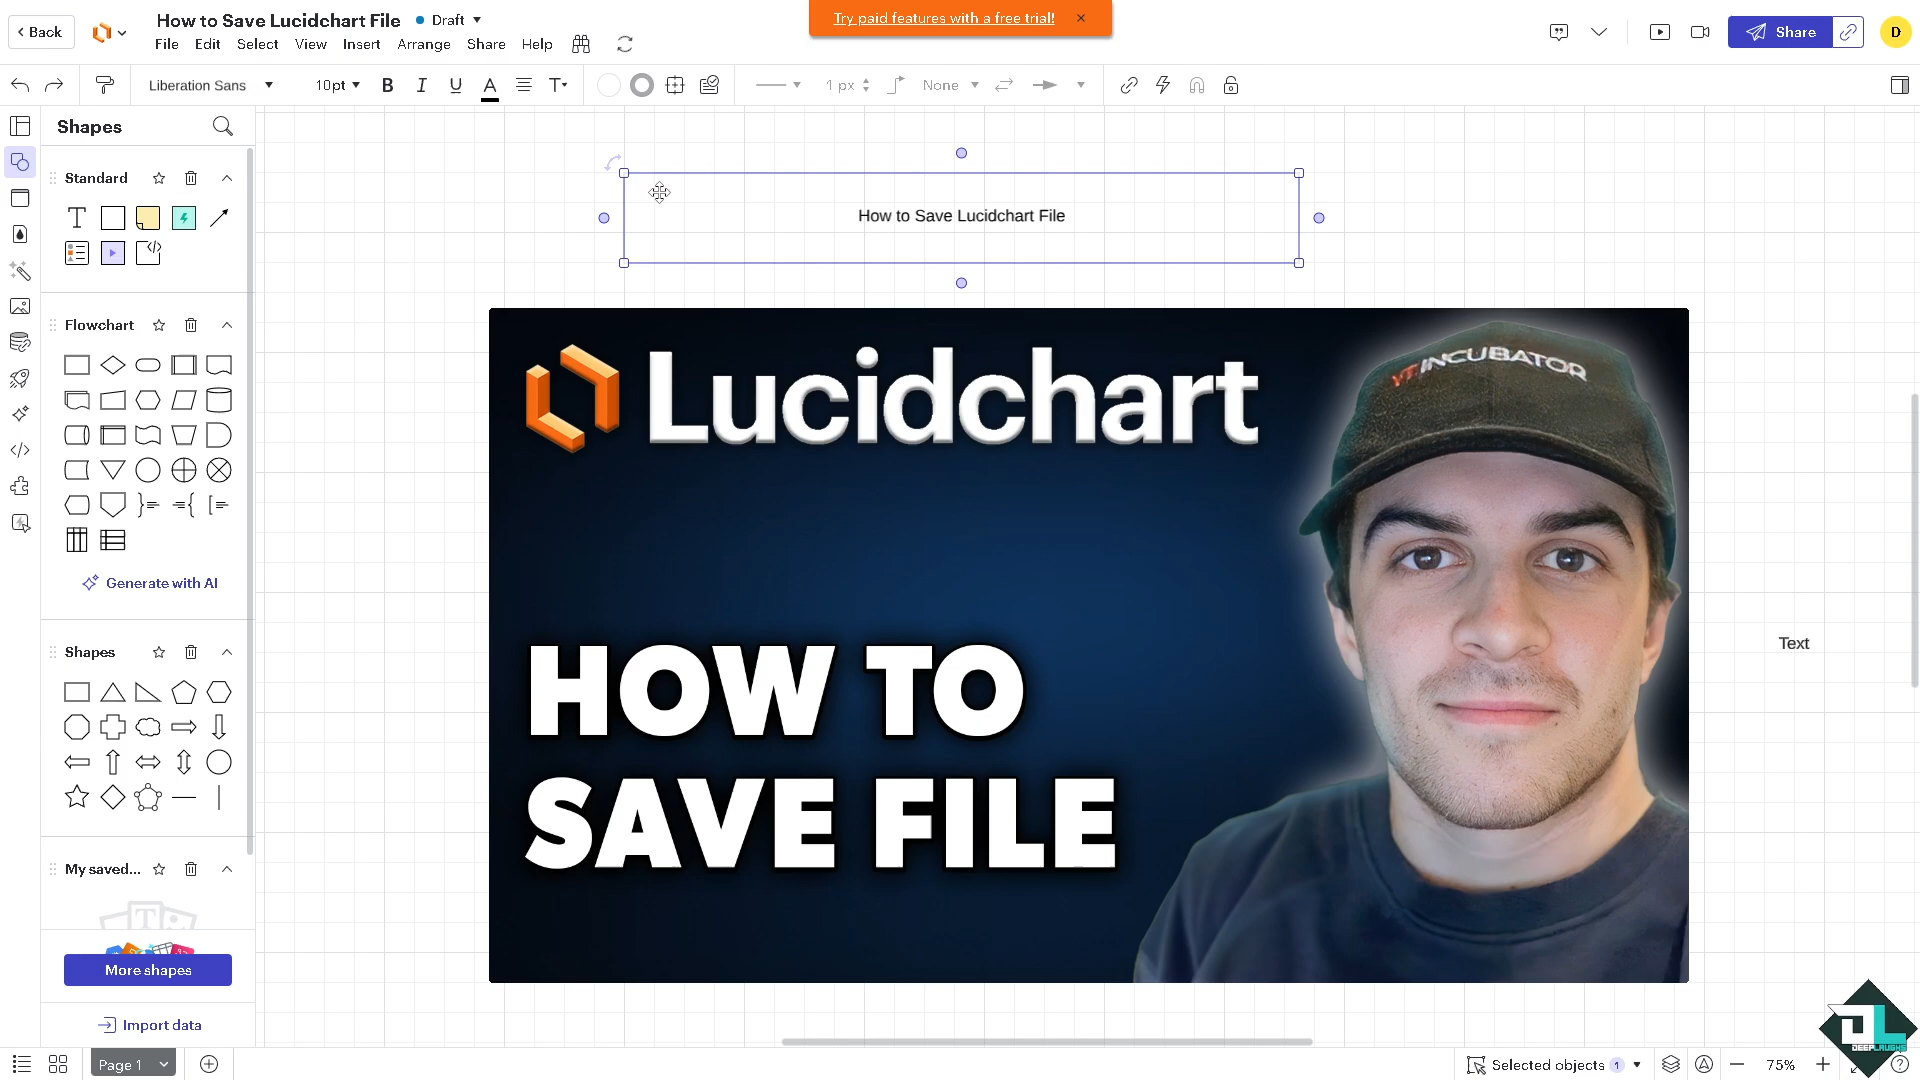 Back
How to Save Lucidchart File
Draft
Try paid features with a free trial!
File Edit Select View Insert Arrange Share Help
Share
D
Liberation Sans
10pt
B I U A T
1 px
None
Shapes
Standard
T
Flowchart
Generate with AI
Shapes
My saved...
T
More shapes
Import data
How to Save Lucidchart File
Lucidchart
YT.INCUBATOR
HOW TO
SAVE FILE
Text
DEEPLAUGHS
Page 1
Selected objects 1
75%